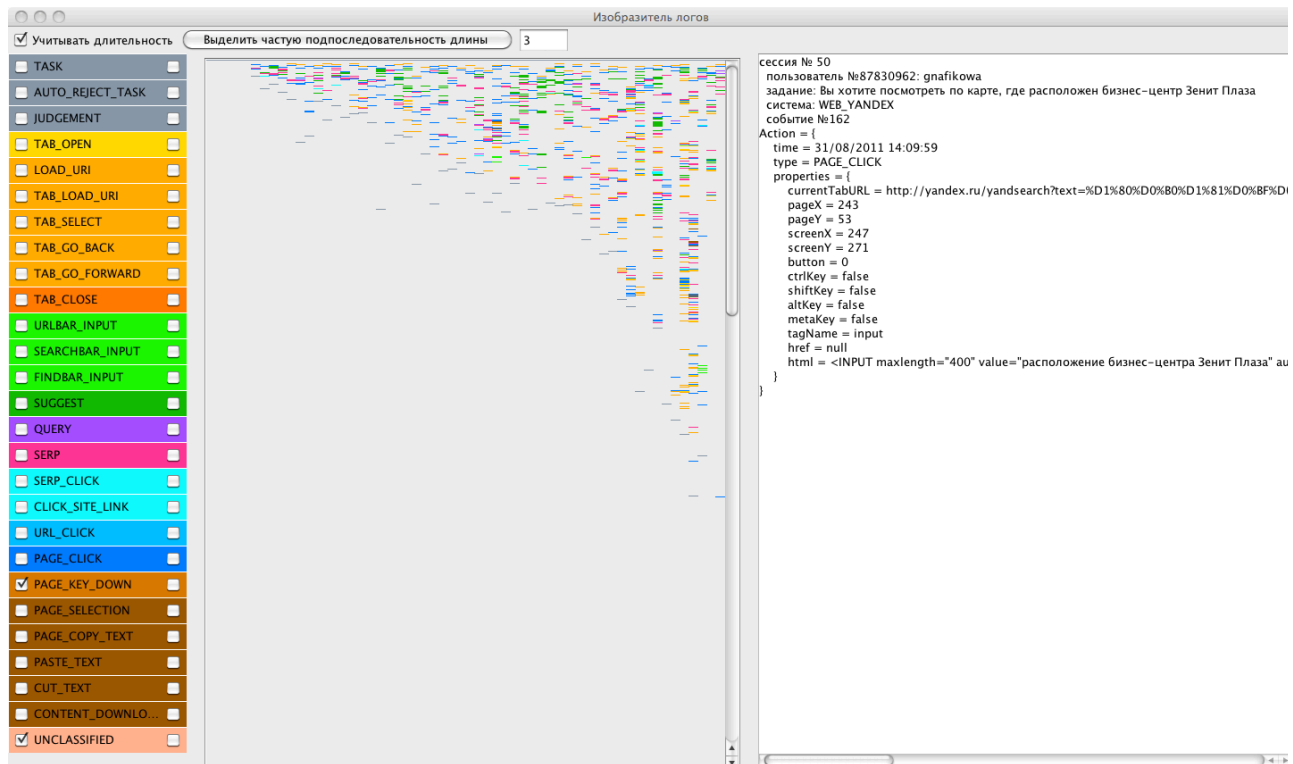 Изобразитель логов
Учитывать длительность
Выделить частую подпоследовательность длины
3
TASK
AUTO_REJECT_TASK
JUDGEMENT
TAB_OPEN
LOAD_URI
TAB_LOAD_URI
TAB_SELECT
TAB_GO_BACK
TAB_GO_FORWARD
TAB_CLOSE
URLBAR_INPUT
SEARCHBAR_INPUT
FINDBAR_INPUT
SUGGEST
QUERY
SERP
SERP_CLICK
CLICK_SITE_LINK
URL_CLICK
PAGE_CLICK
PAGE_KEY_DOWN
PAGE_SELECTION
PAGE_COPY_TEXT
PASTE_TEXT
CUT_TEXT
CONTENT_DOWNLO...
UNCLASSIFIED
сессия № 50
пользователь №87830962: gnafikowa
задание: Вы хотите посмотреть по карте, где расположен бизнес-центр Зенит Плаза
система: WEB_YANDEX
событие №162
Action = {
time = 31/08/2011 14:09:59
type = PAGE_CLICK
properties = {
currentTabURL = http://yandex.ru/yandsearch?text=%D1%80%D0%B0%D1%81%D0%BF%D
pageX = 243
pageY = 53
screenX = 247
screenY = 271
button = 0
ctrlKey = false
shiftKey = false
altKey = false
metaKey = false
tagName = input
href = null
html = <INPUT maxlength="400" value="расположение бизнес-центра Зенит Плаза" au
}
}